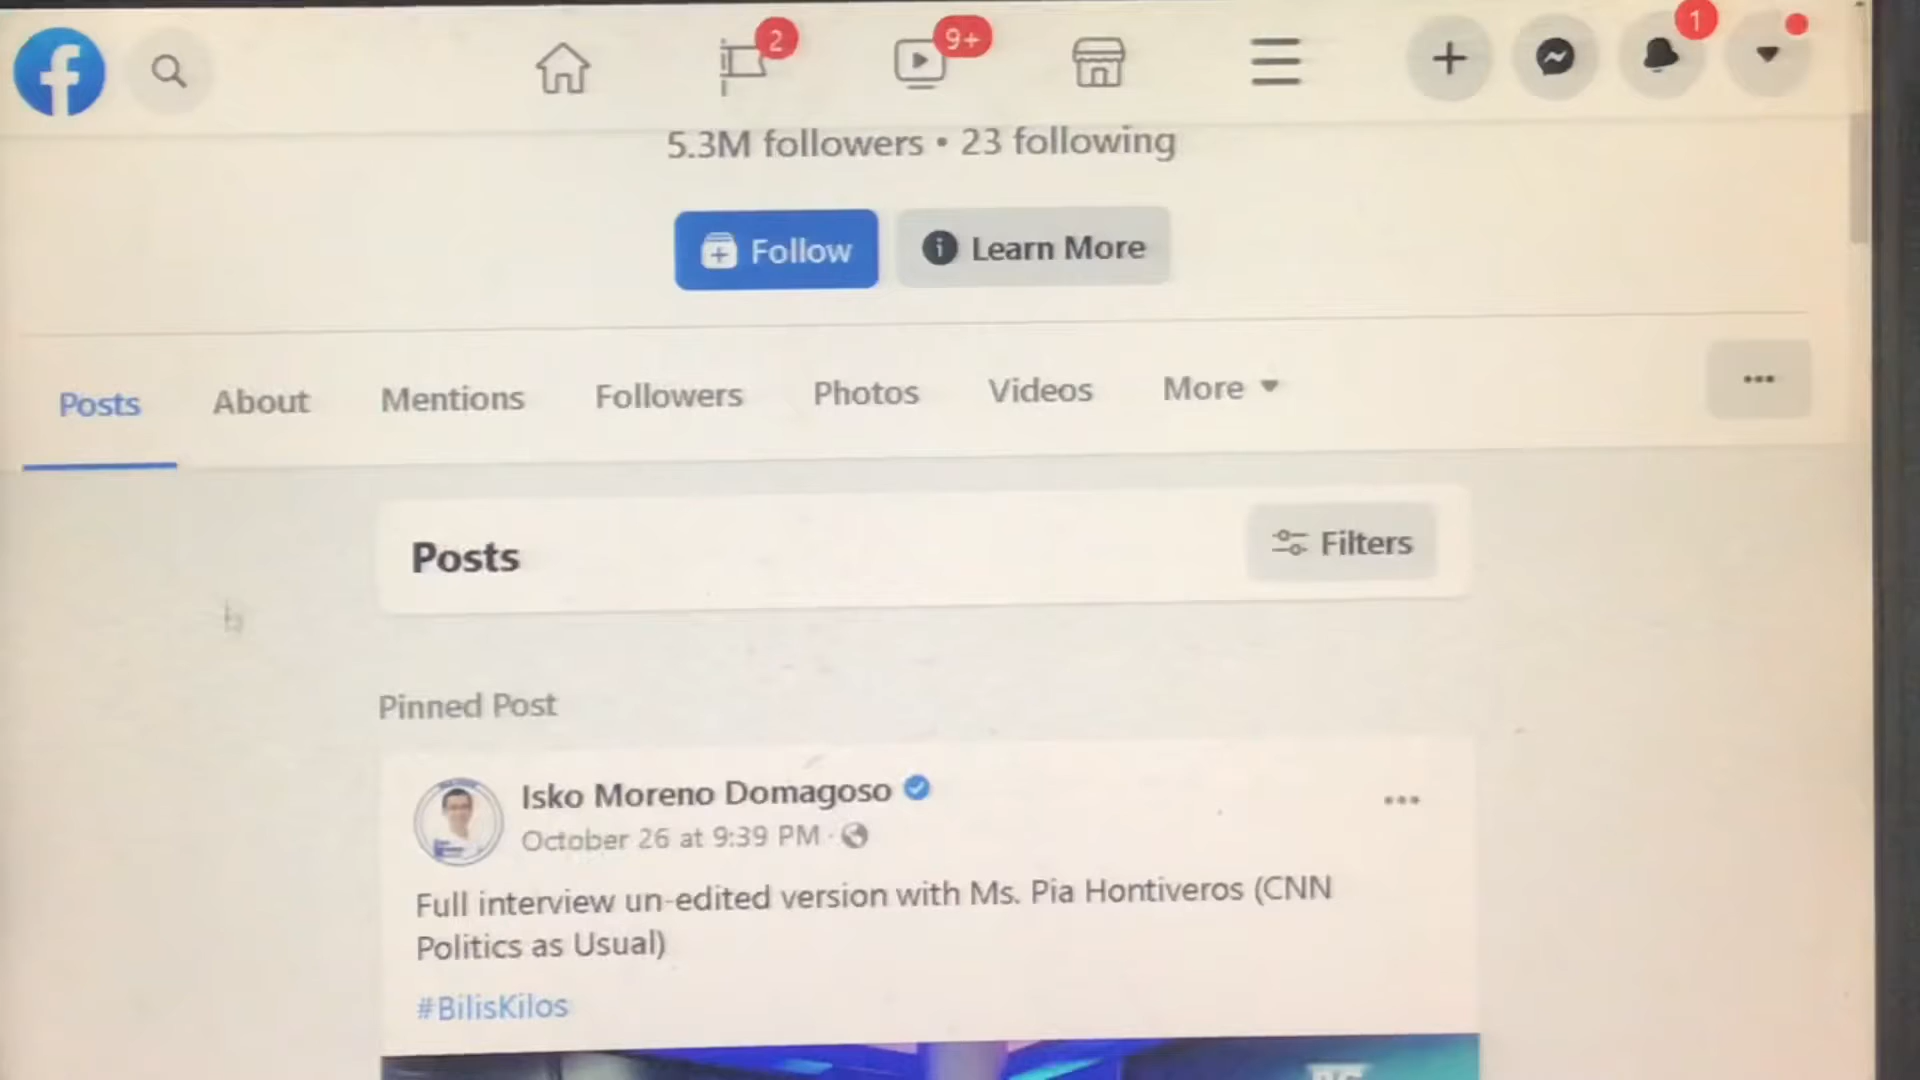 2
9+
1
5.3M followers • 23 following
Follow
Learn More
Posts
About
Mentions
Followers
Photos
Videos
More
Posts
Filters
Pinned Post
Isko Moreno Domagoso
October 26 at 9:39 PM ·
Full interview un-edited version with Ms. Pia Hontiveros (CNN
Politics as Usual)
#BilisKilos